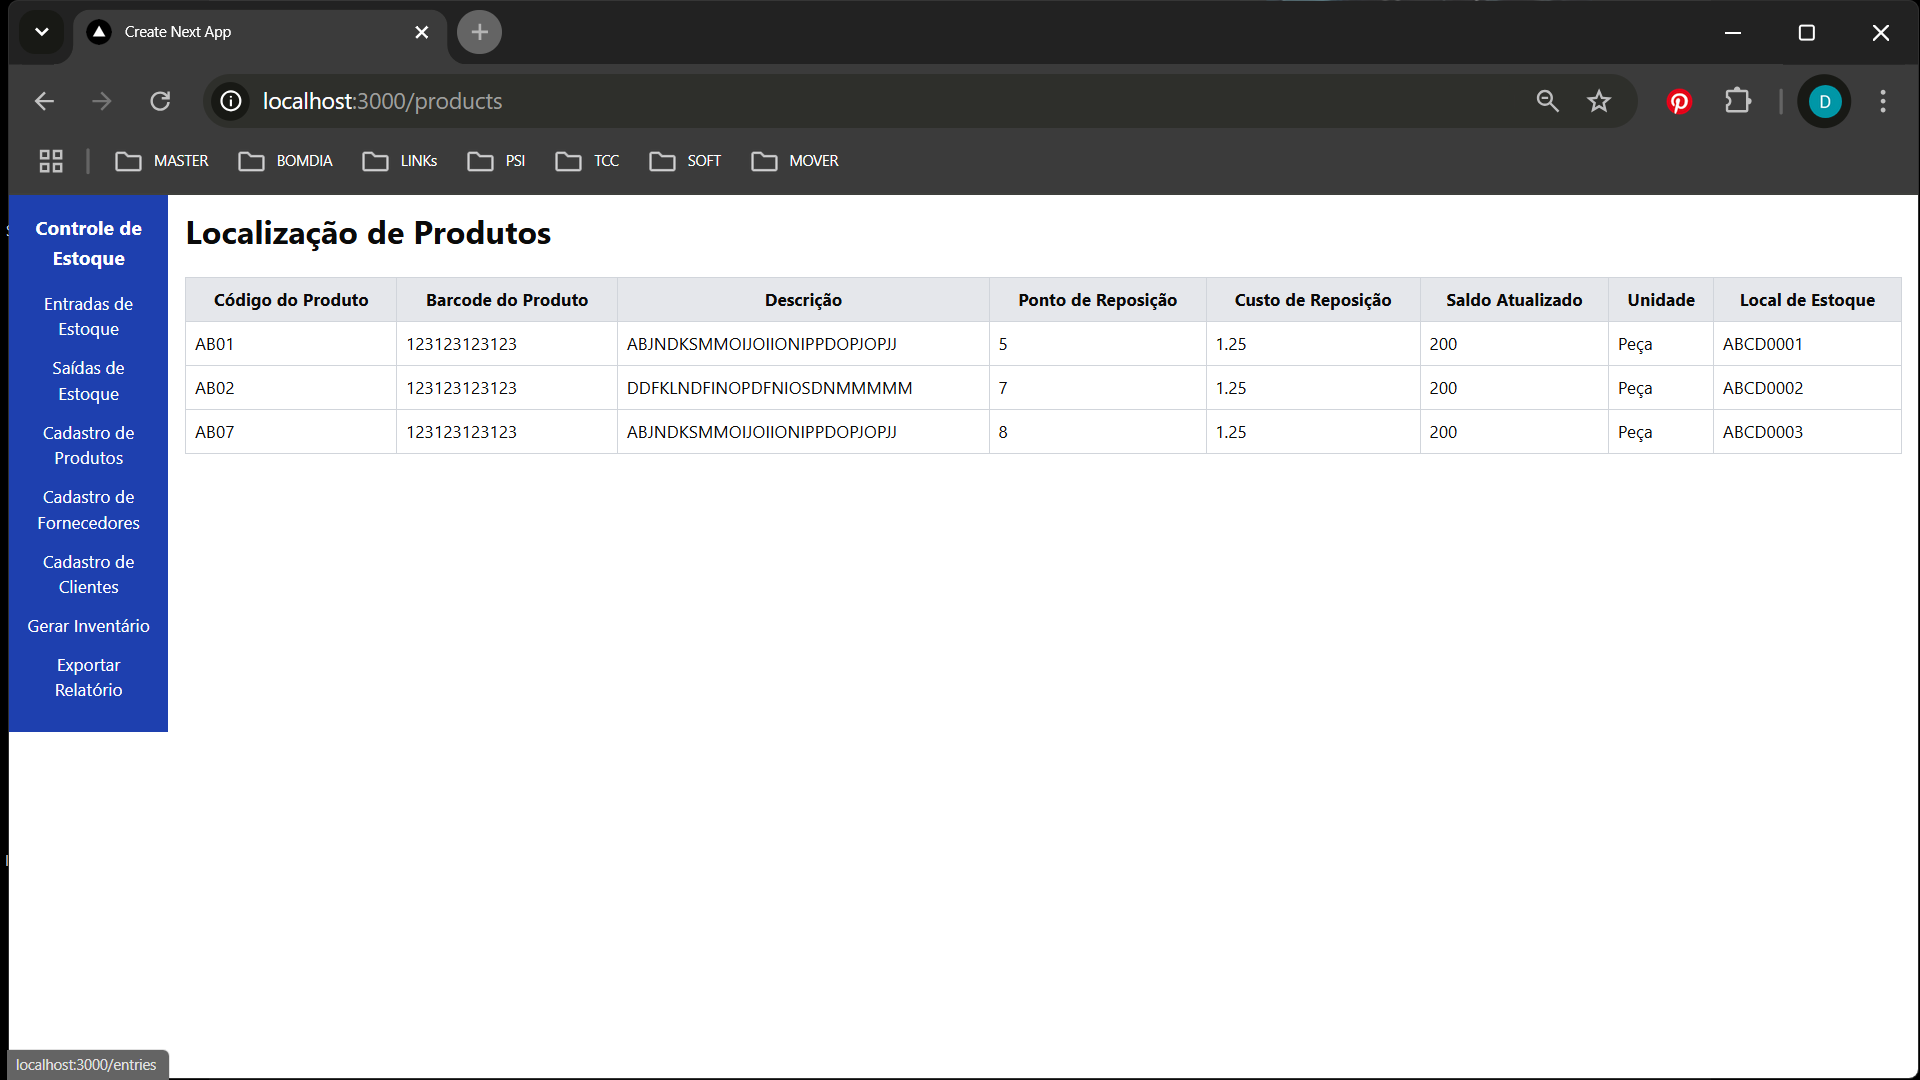 Create Next App
localhost:3000/products
MASTER BOMDIA LINKs PSI TCC SOFT MOVER
D
Controle de
Estoque
Entradas de
Estoque
Saídas de
Estoque
Cadastro de
Produtos
Cadastro de
Fornecedores
Cadastro de
Clientes
Gerar Inventário
Exportar
Relatório
Localização de Produtos
Código do Produto Barcode do Produto Descrição Ponto de Reposição Custo de Reposição Saldo Atualizado Unidade Local de Estoque
AB01 123123123123 ABJNDKSMMOIJOIIONIPPDOPJOPJJ 5 1.25 200 Peça ABCD0001
AB02 123123123123 DDFKLNDFINOPDFNIOSDNMMMMM 7 1.25 200 Peça ABCD0002
AB07 123123123123 ABJNDKSMMOIJOIIONIPPDOPJOPJJ 8 1.25 200 Peça ABCD0003
localhost:3000/entries